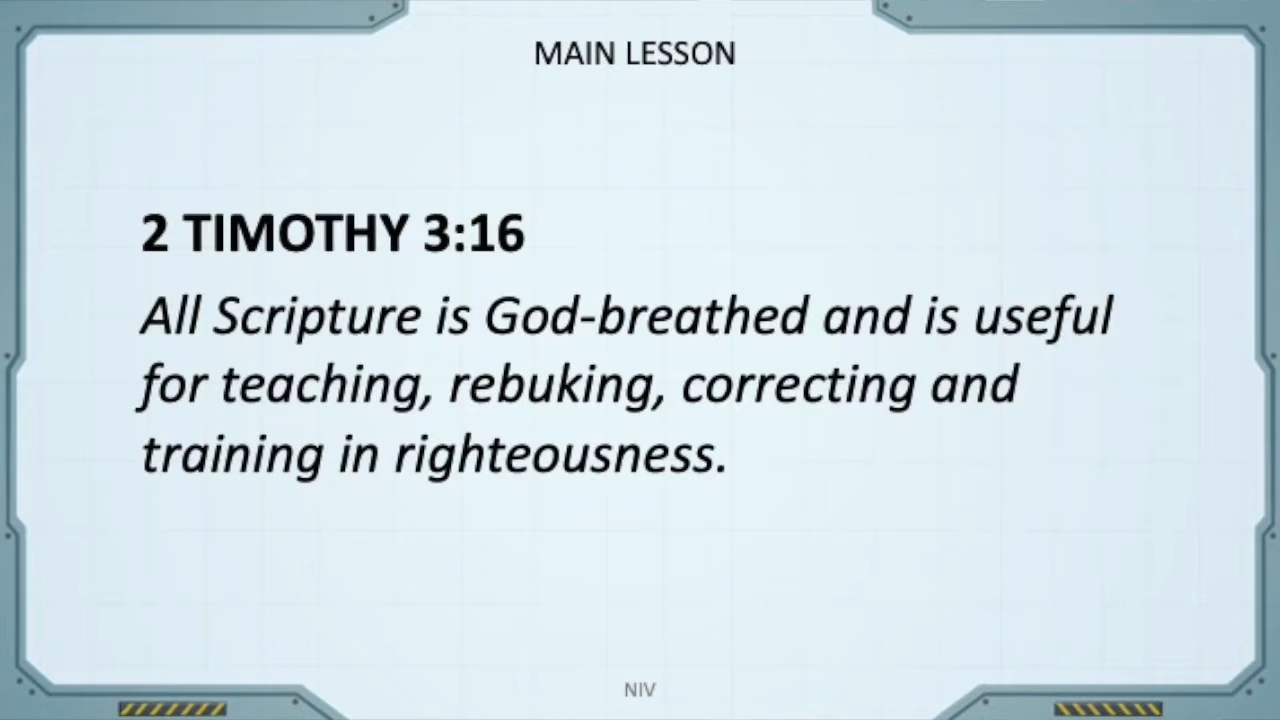 MAIN LESSON
2 TIMOTHY 3:16
All Scripture is God-breathed and is useful
for teaching, rebuking, correcting and
training in righteousness.
NIV